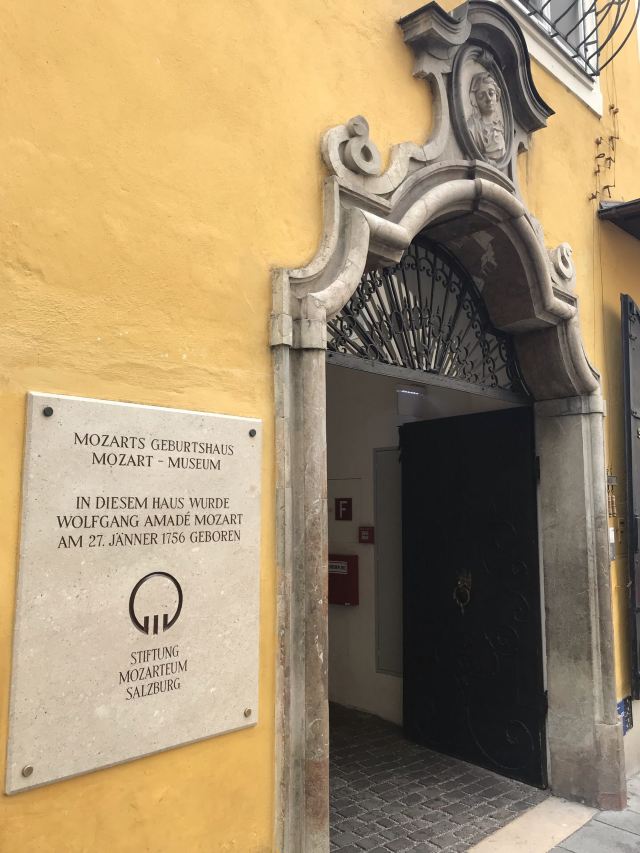 MOZARTS GEBURTSHAUS
MOZART - MUSEUM
IN DIESEM HAUS WURDE
WOLFGANG AMADÉ MOZART
AM 27. JÄNNER 1756 GEBOREN
STIFTUNG
MOZARTEUM
SALZBURG
F